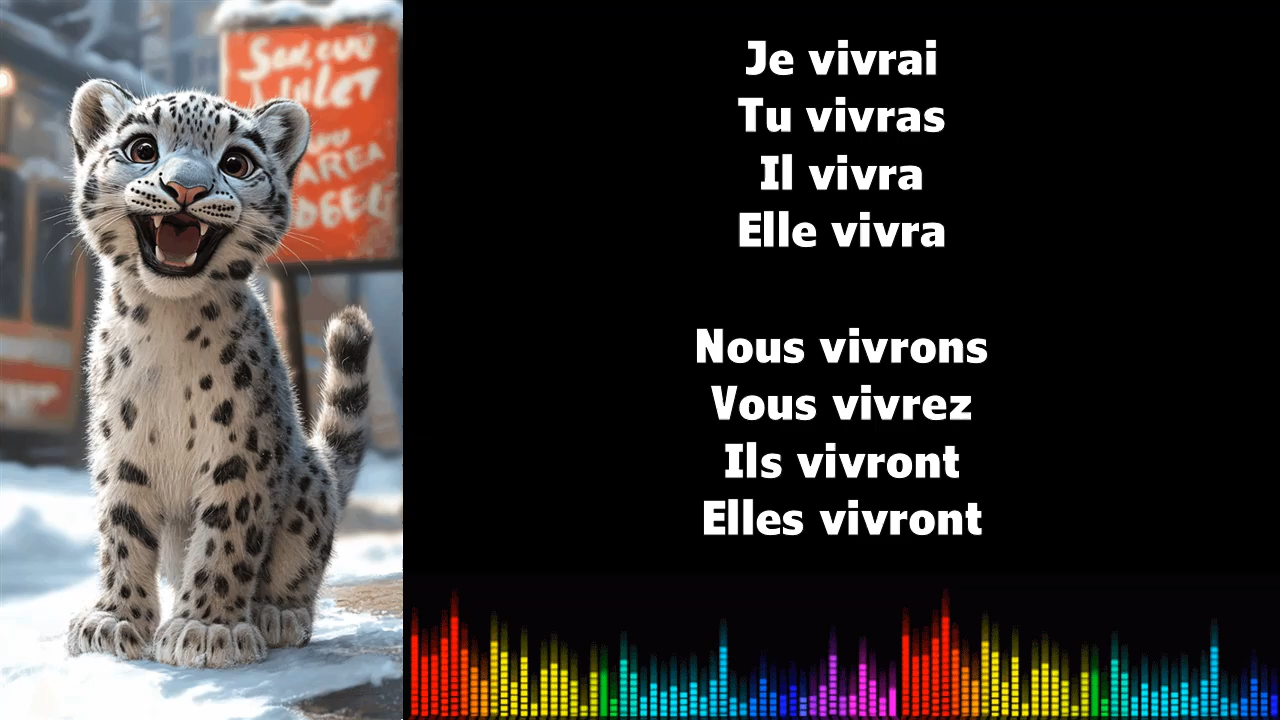 Je vivrai
Tu vivras
Il vivra
Elle vivra
Nous vivrons
Vous vivrez
Ils vivront
Elles vivront